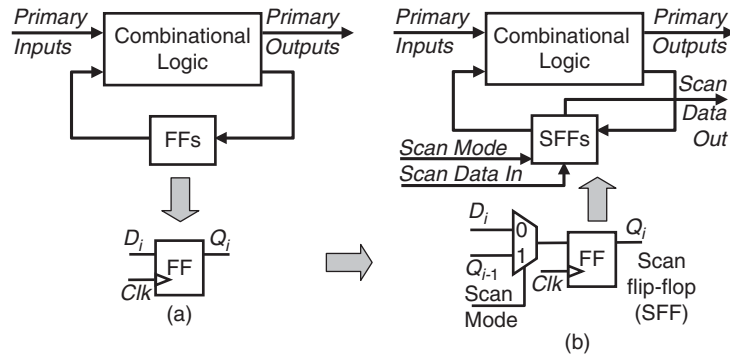 Primary
Inputs
Combinational
Logic
Primary
Outputs
FFs
D_i
Q_i
FF
Clk
(a)
Primary
Inputs
Combinational
Logic
Primary
Outputs
Scan
Data
Out
SFFs
Scan Mode
Scan Data In
D_i
0
Q_{i-1}
1
FF
Q_i
Clk
Scan
Mode
Scan
flip-flop
(SFF)
(b)